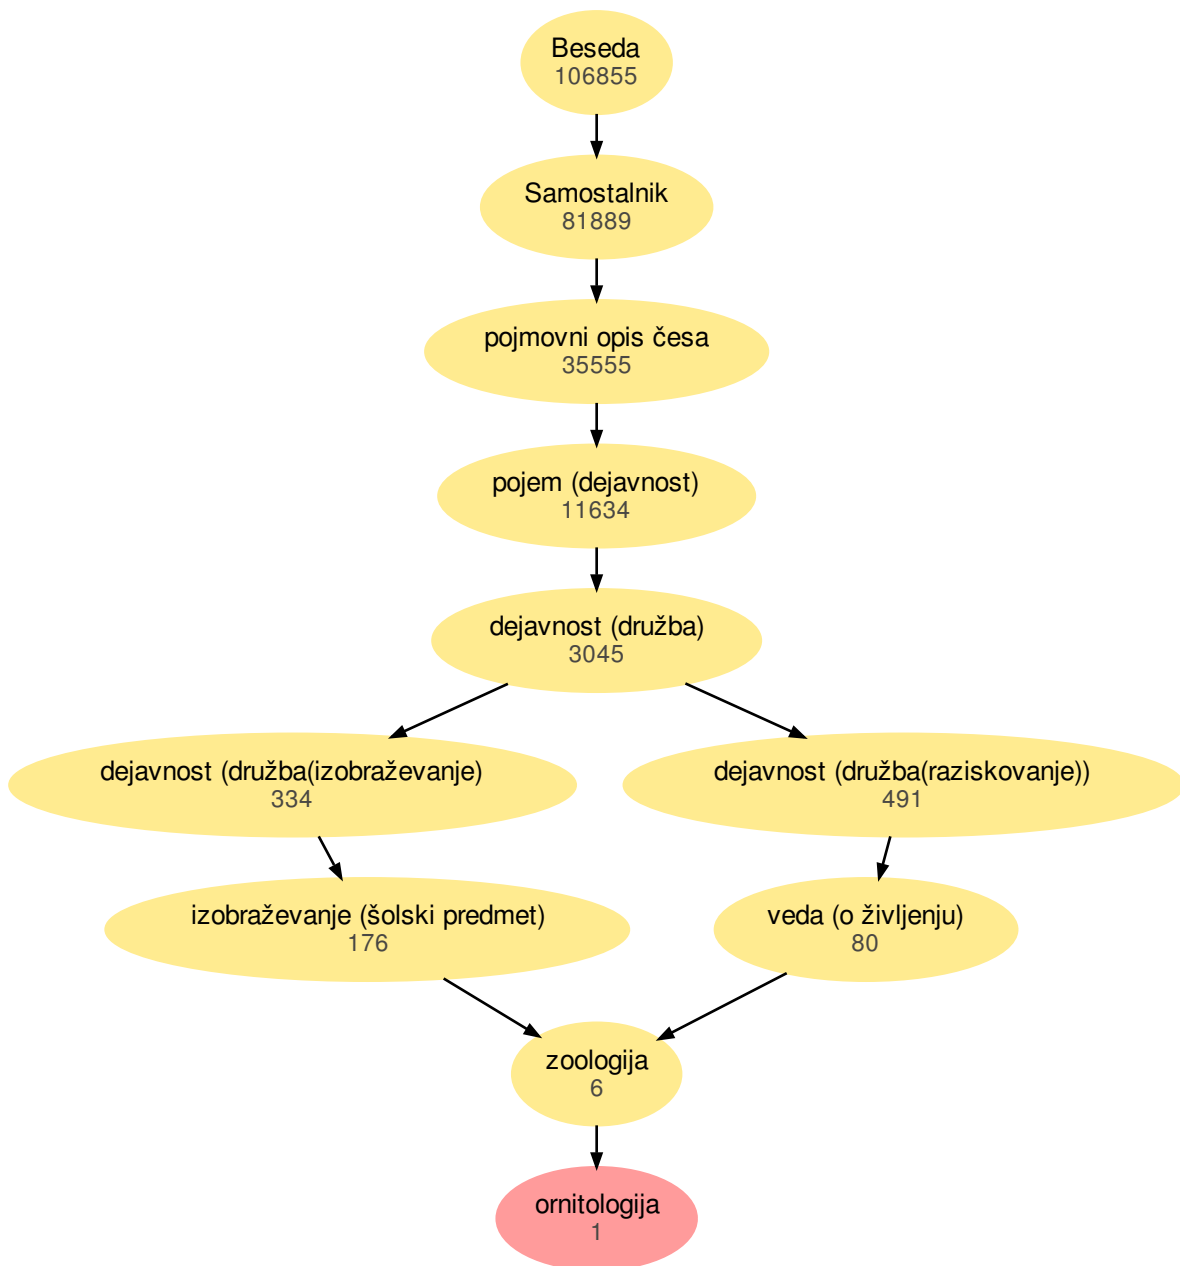 Beseda
106855
Samostalnik
81889
pojmovni opis česa
35555
pojem (dejavnost)
11634
dejavnost (družba)
3045
dejavnost (družba(izobraževanje)
334
dejavnost (družba(raziskovanje))
491
izobraževanje (šolski predmet)
176
veda (o življenju)
80
zoologija
6
ornitologija
1